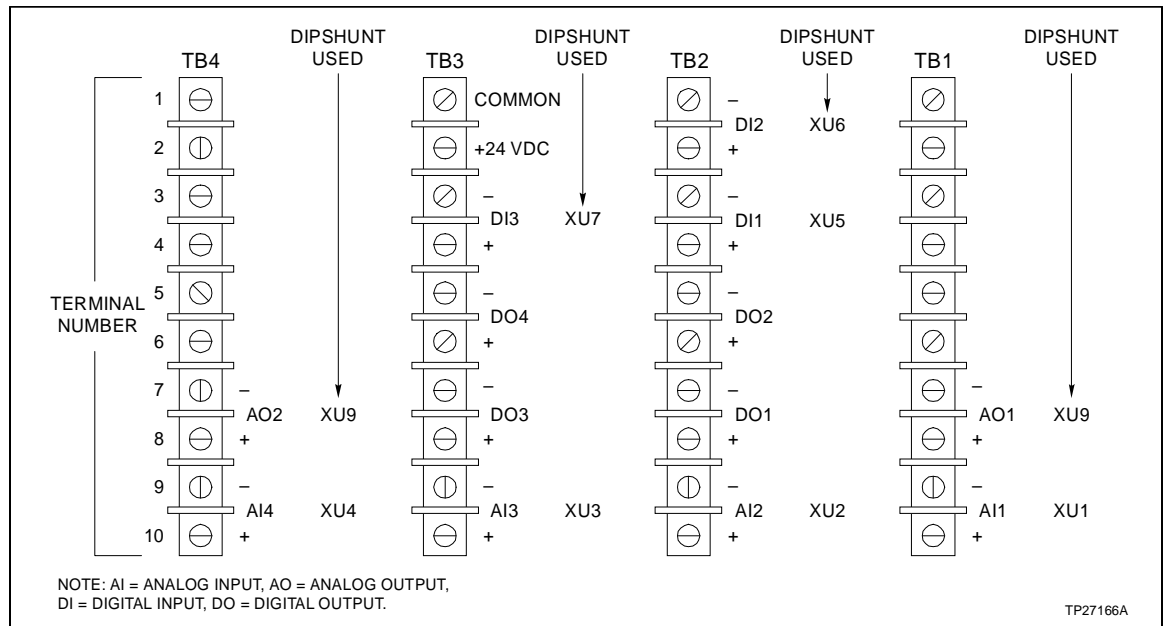 DIPSHUNT USED DIPSHUNT USED DIPSHUNT USED DIPSHUNT USED
TB4 TB3 TB2 TB1
1 COMMON –
DI2 XU6
2 +24 VDC +
3 – –
DI3 XU7 DI1 XU5
4 + +
TERMINAL NUMBER
5 – –
DO4 DO2
6 + +
7 – – – –
AO2 XU9 DO3 DO1 AO1 XU9
8 + + + +
9 – – – –
AI4 XU4 AI3 XU3 AI2 XU2 AI1 XU1
10 + + + +
NOTE: AI = ANALOG INPUT, AO = ANALOG OUTPUT,
DI = DIGITAL INPUT, DO = DIGITAL OUTPUT.
TP27166A